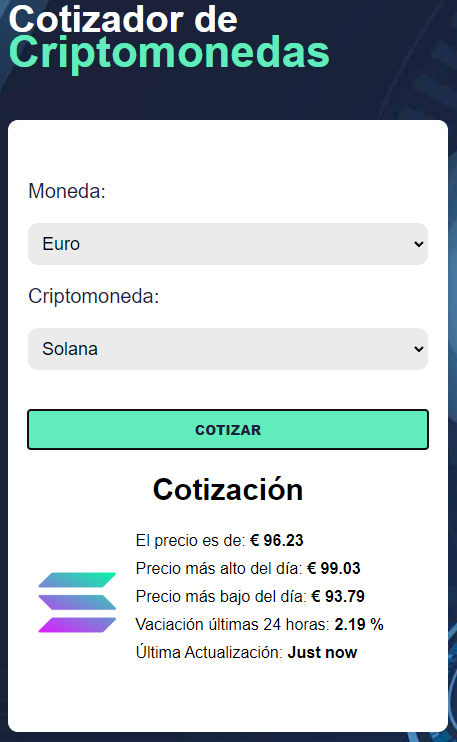 Cotizador de
Criptomonedas
Moneda:
Euro
Criptomoneda:
Solana
COTIZAR
Cotización
El precio es de: € 96.23
Precio más alto del día: € 99.03
Precio más bajo del día: € 93.79
Vaciación últimas 24 horas: 2.19 %
Última Actualización: Just now